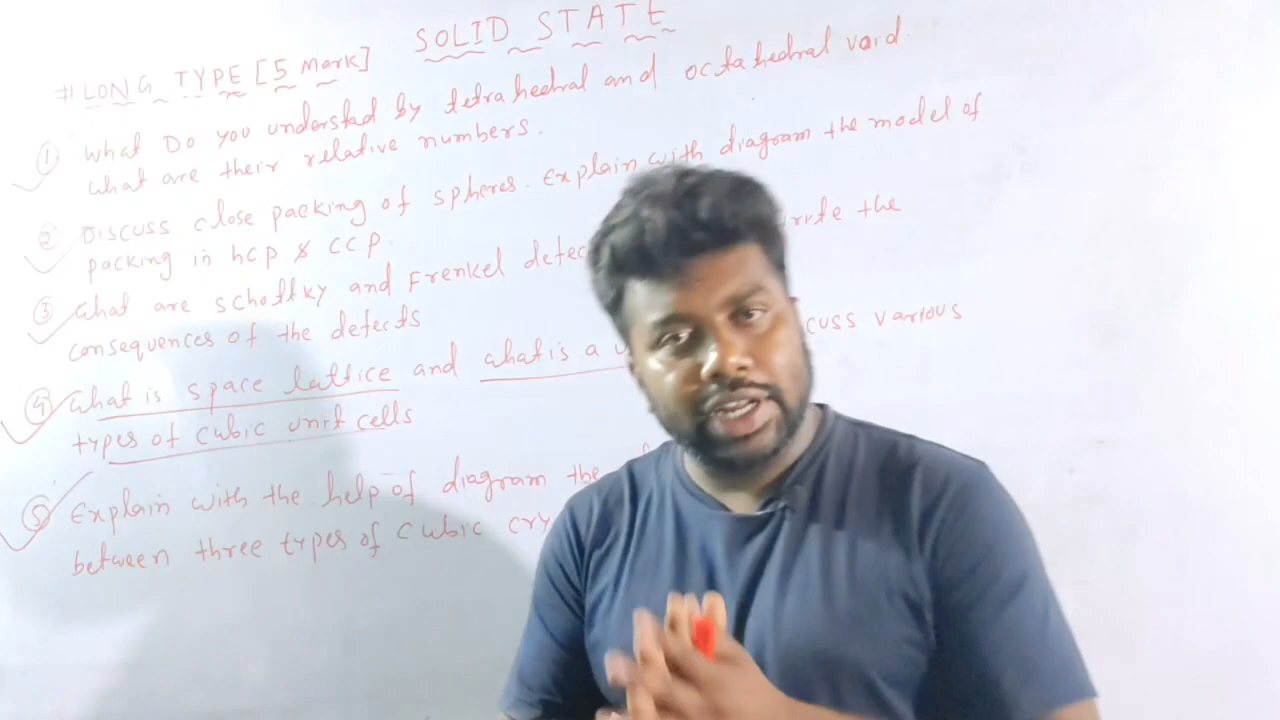 SOLID STATE
# LONG TYPE [5 Mark]
① What Do you understad by tetrahedral and octahedral void.
what are their relative numbers.
② Discuss close packing of spheres. Explain with diagram the model of
packing in hcp & CCP.
③ What are schottky and Frenkel the
consequences of the defects
④ What is space lattice and what is a various
types of cubic unit cells
⑤ Explain with the help of diagram the
between three types of cubic